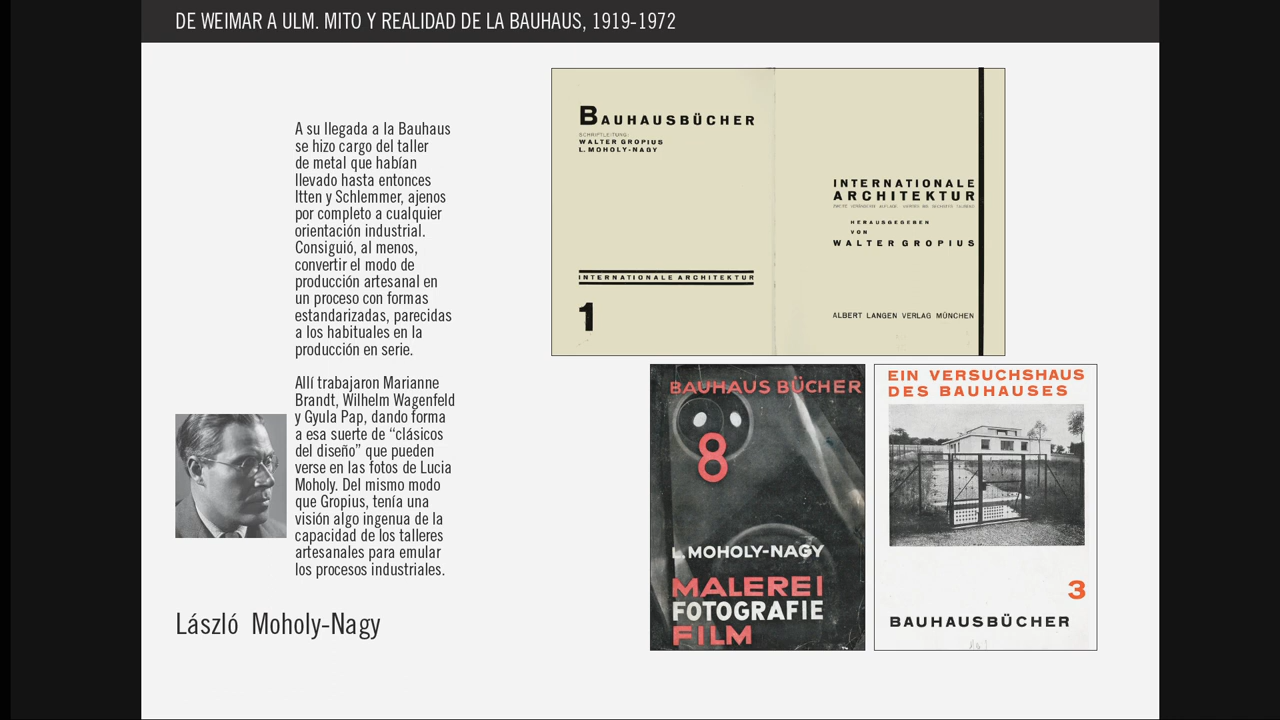 DE WEIMAR A ULM. MITO Y REALIDAD DE LA BAUHAUS, 1919-1972
A su llegada a la Bauhaus
se hizo cargo del taller
de metal que habían
llevado hasta entonces
Itten y Schlemmer, ajenos
por completo a cualquier
orientación industrial.
Consiguió, al menos,
convertir el modo de
producción artesanal en
un proceso con formas
estandarizadas, parecidas
a los habituales en la
producción en serie.
Allí trabajaron Marianne
Brandt, Wilhelm Wagenfeld
y Gyula Pap, dando forma
a esa suerte de “clásicos
del diseño” que pueden
verse en las fotos de Lucia
Moholy. Del mismo modo
que Gropius, tenía una
visión algo ingenua de la
capacidad de los talleres
artesanales para emular
los procesos industriales.
László Moholy-Nagy
BAUHAUSBÜCHER
SCHRIFTLEITUNG:
WALTER GROPIUS
L. MOHOLY-NAGY
INTERNATIONALE ARCHITEKTUR
1
INTERNATIONALE
ARCHITEKTUR
HERAUSGEGEBEN
VON
WALTER GROPIUS
ALBERT LANGEN VERLAG MÜNCHEN
BAUHAUS BÜCHER
8
L. MOHOLY-NAGY
MALEREI
FOTOGRAFIE
FILM
EIN VERSUCHSHAUS
DES BAUHAUSES
3
BAUHAUSBÜCHER